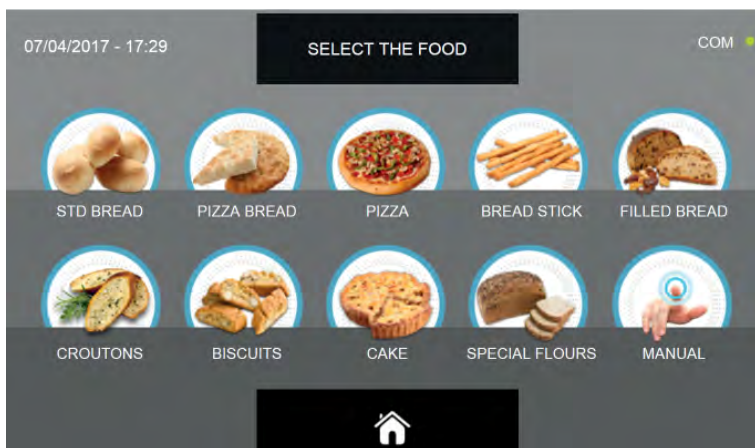 07/04/2017 - 17:29
SELECT THE FOOD
COM
STD BREAD
PIZZA BREAD
PIZZA
BREAD STICK
FILLED BREAD
CROUTONS
BISCUITS
CAKE
SPECIAL FLOURS
MANUAL